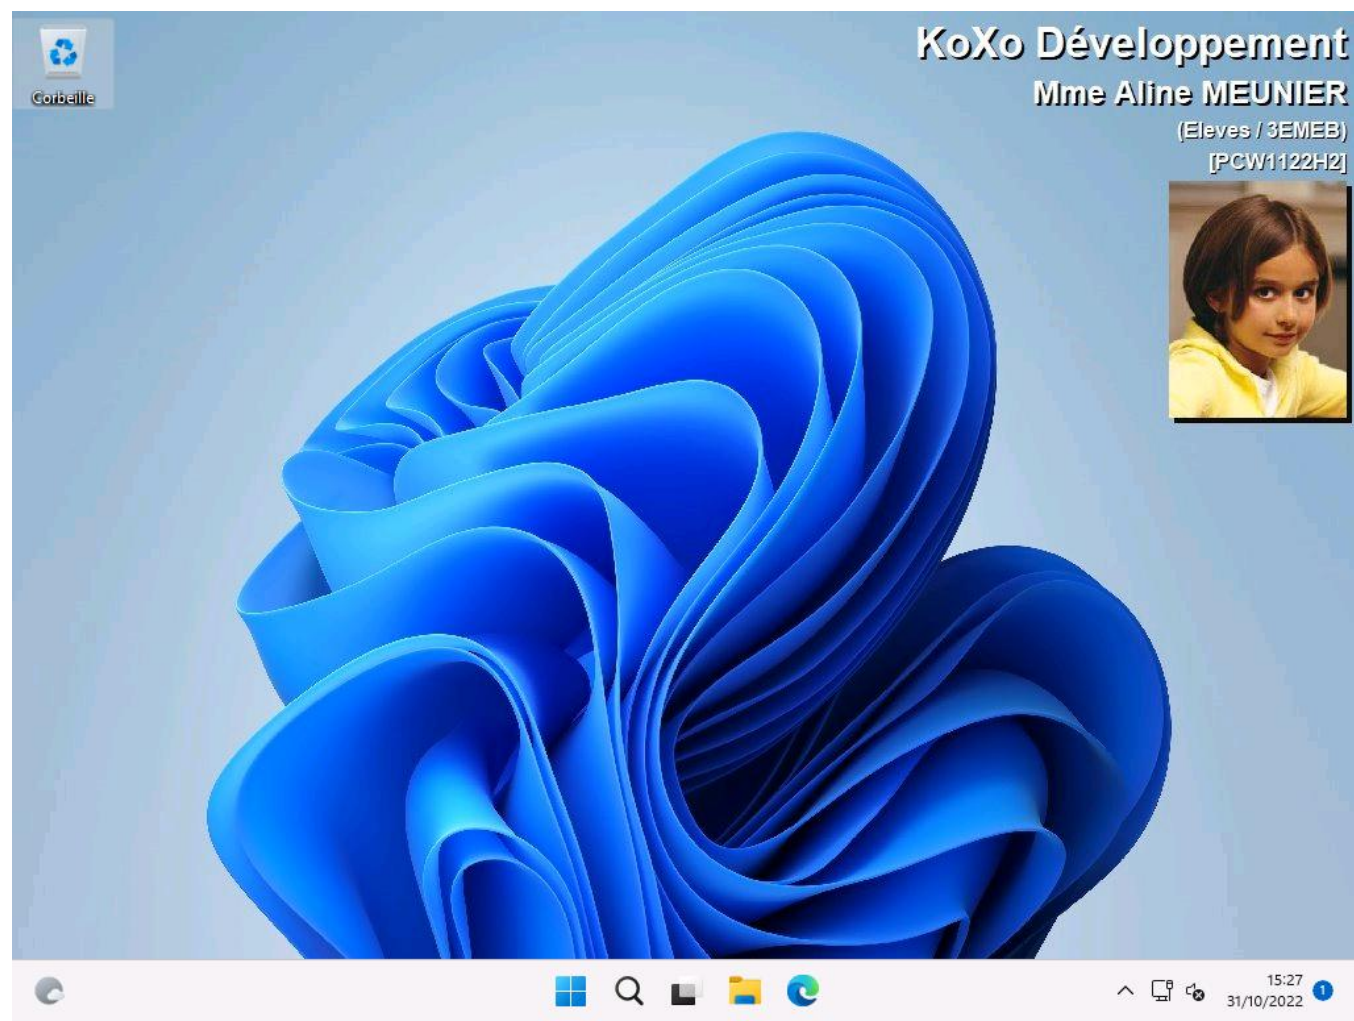 Corbeille
KoXo Développement
Mme Aline MEUNIER
(Eleves / 3EMEB)
[PCW1122H2]
15:27
31/10/2022
1